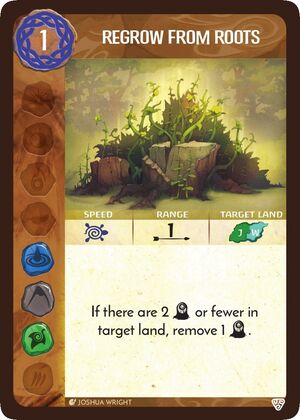 1
REGROW FROM ROOTS
SPEED RANGE TARGET LAND
1 J W
If there are 2 or fewer in
target land, remove 1 .
JOSHUA WRIGHT